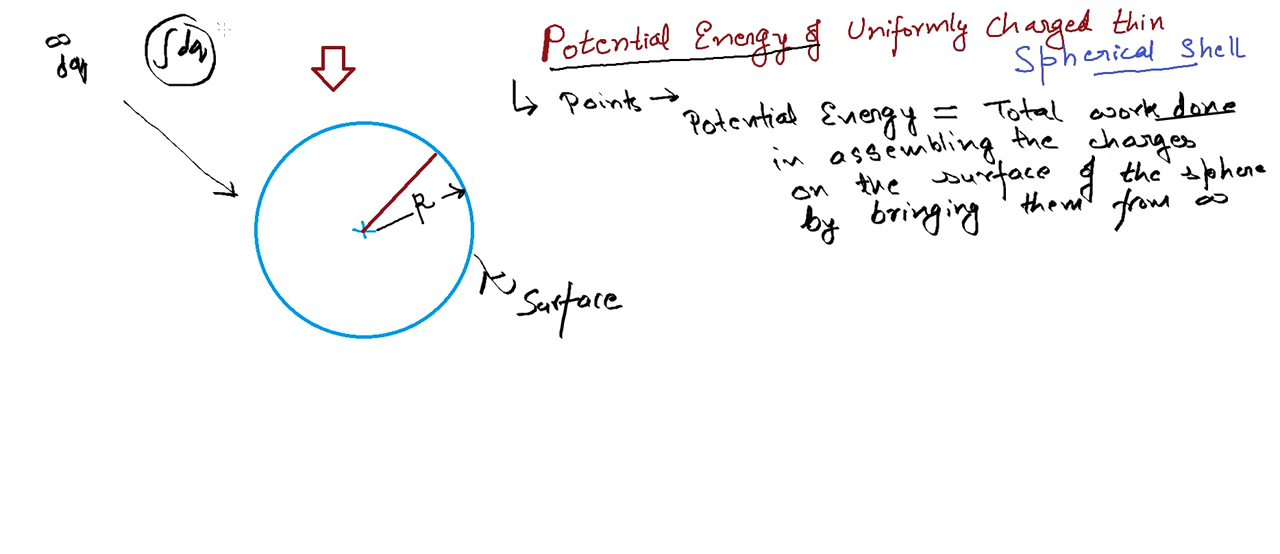 ∞
dq
∫dq
Potential Energy of Uniformly Charged thin
Spherical Shell
↳ Points → Potential Energy = Total work done
in assembling the charges
on the surface of the sphere
by bringing them from ∞
R
Surface